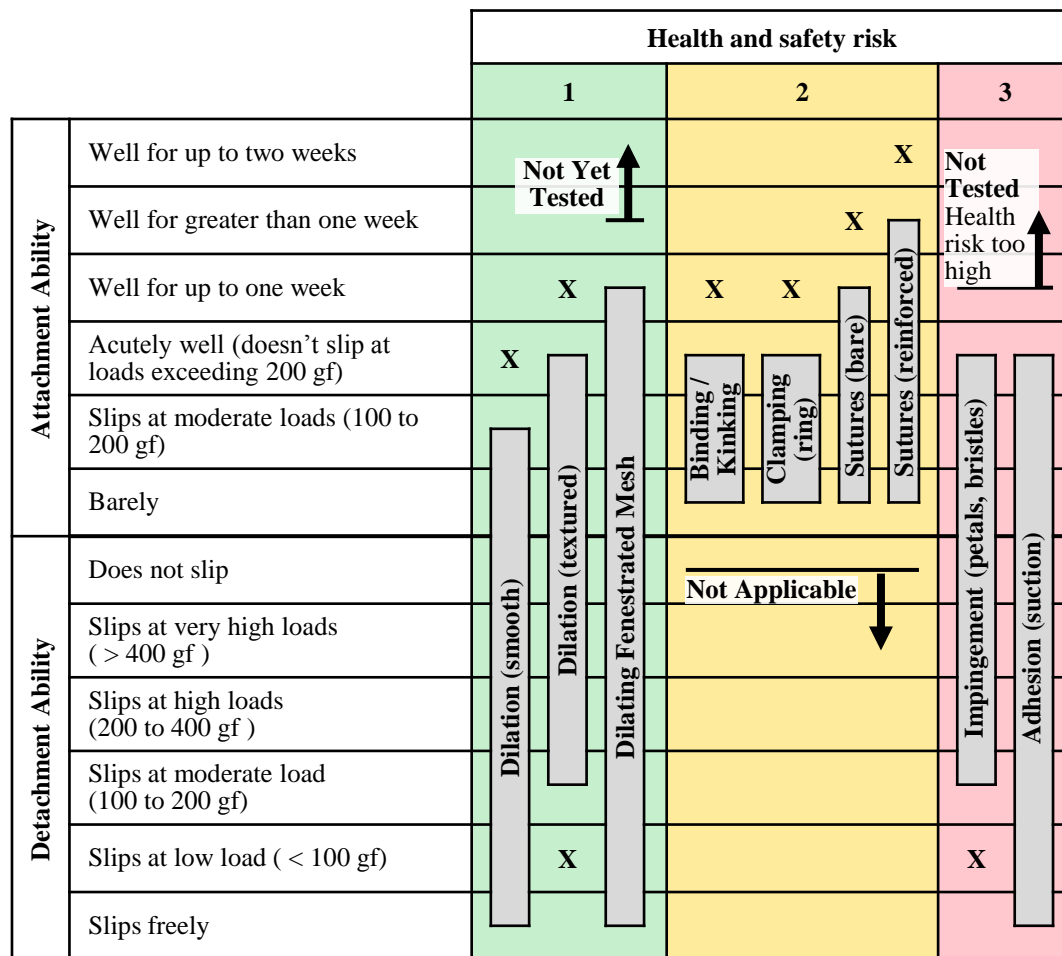 Health and safety risk
1
2
3
Attachment Ability
Well for up to two weeks
Not Yet
Tested
X
Not
Tested
Health
risk too
high
Well for greater than one week
X
Well for up to one week
X
X
X
Acutely well (doesn't slip at
loads exceeding 200 gf)
X
Slips at moderate loads (100 to
200 gf)
Barely
Dilation (smooth)
Dilation (textured)
Dilating Fenestrated Mesh
Binding /
Kinking
Clamping
(ring)
Sutures (bare)
Sutures (reinforced)
Impingement (petals, bristles)
Adhesion (suction)
Detachment Ability
Does not slip
Not Applicable
Slips at very high loads
( > 400 gf )
Slips at high loads
(200 to 400 gf )
Slips at moderate load
(100 to 200 gf)
Slips at low load ( < 100 gf)
X
X
Slips freely